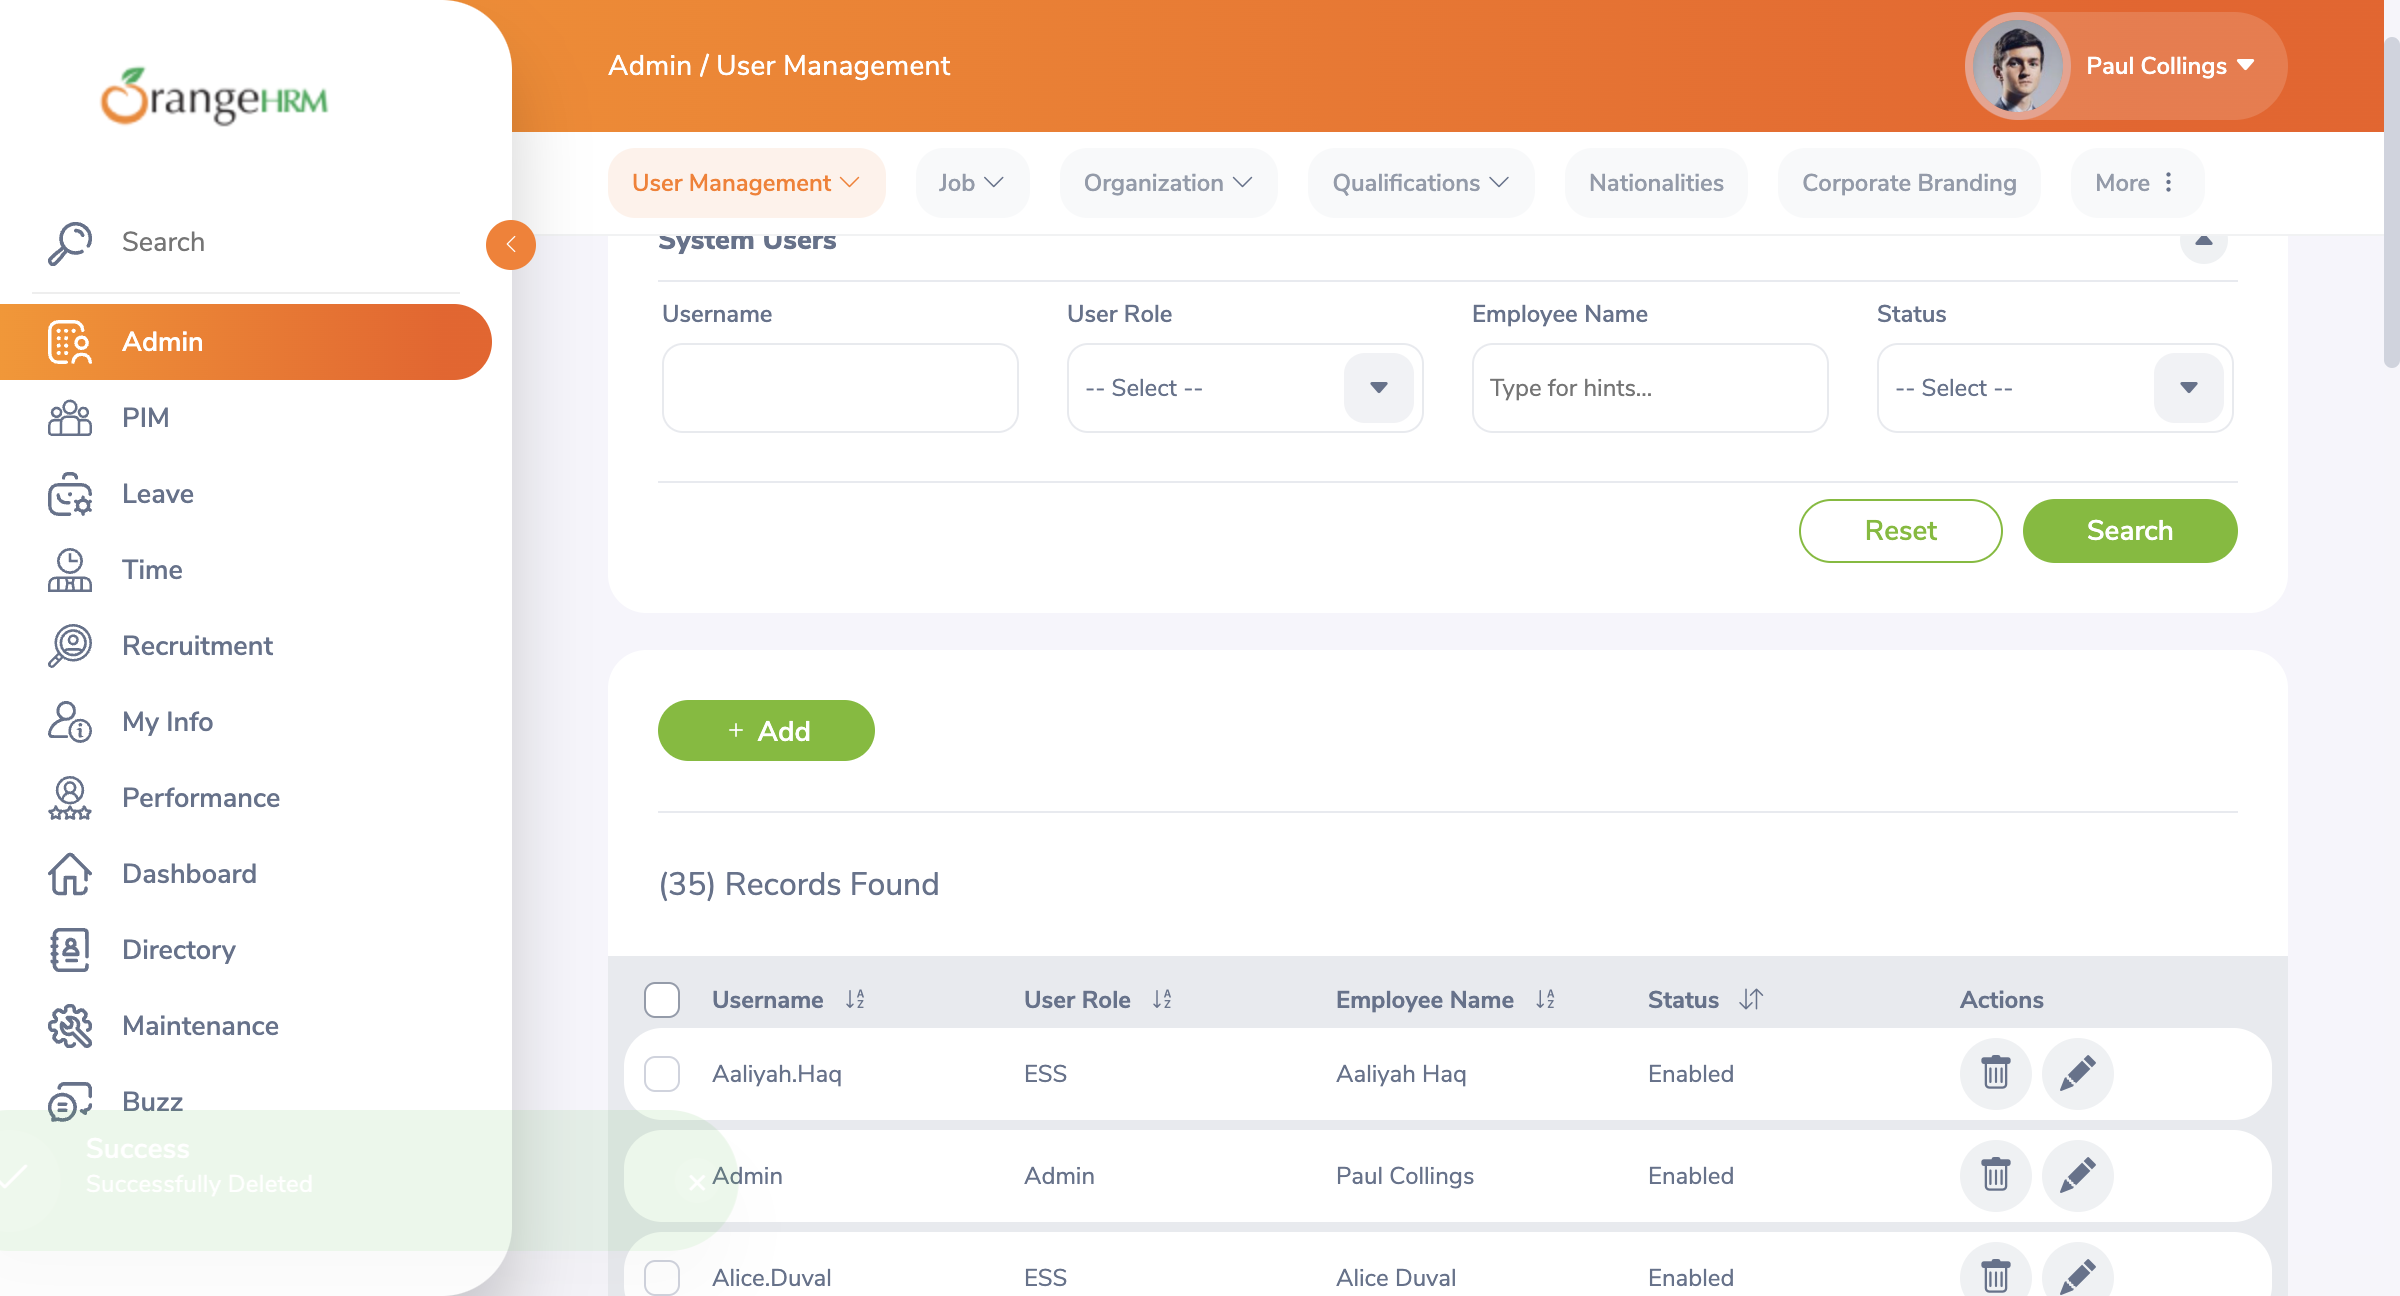 OrangeHRM
Admin / User Management
Paul Collings
User Management
Job
Organization
Qualifications
Nationalities
Corporate Branding
More
Search
Admin
PIM
Leave
Time
Recruitment
My Info
Performance
Dashboard
Directory
Maintenance
Buzz
System Users
Username
User Role
Employee Name
Status
-- Select --
Type for hints...
-- Select --
Reset
Search
+ Add
(35) Records Found
Username
User Role
Employee Name
Status
Actions
Aaliyah.Haq ESS Aaliyah Haq Enabled
Admin Admin Paul Collings Enabled
Alice.Duval ESS Alice Duval Enabled
Success
Successfully Deleted